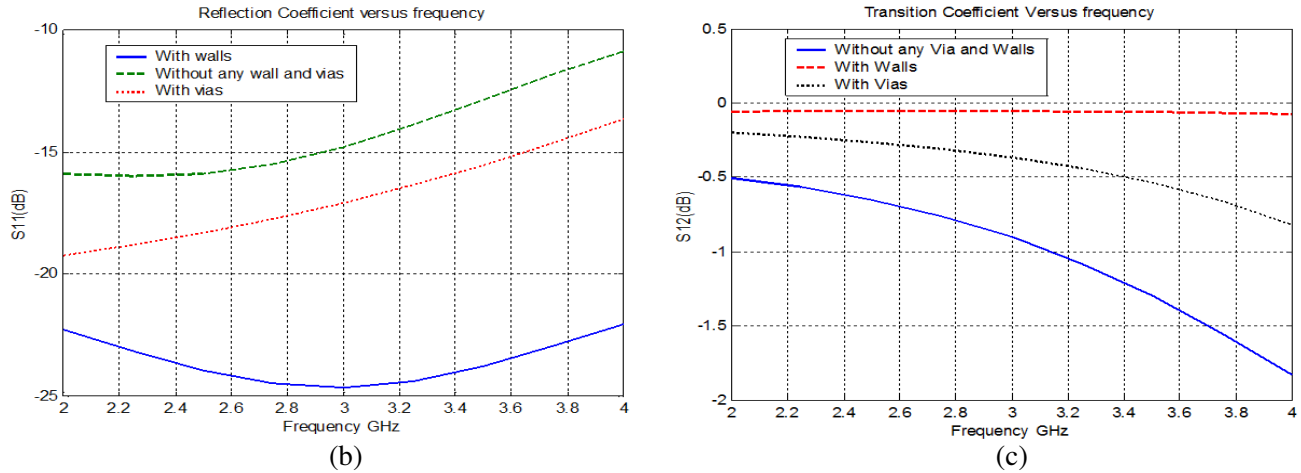 Reflection Coefficient versus frequency
-10
-15
-20
-25
S11(dB)
With walls
Without any wall and vias
With vias
2 2.2 2.4 2.6 2.8 3 3.2 3.4 3.6 3.8 4
Frequency GHz
(b)
Transition Coefficient Versus frequency
0.5
0
-0.5
-1
-1.5
-2
S12(dB)
Without any Via and Walls
With Walls
With Vias
2 2.2 2.4 2.6 2.8 3 3.2 3.4 3.6 3.8 4
Frequency GHz
(c)